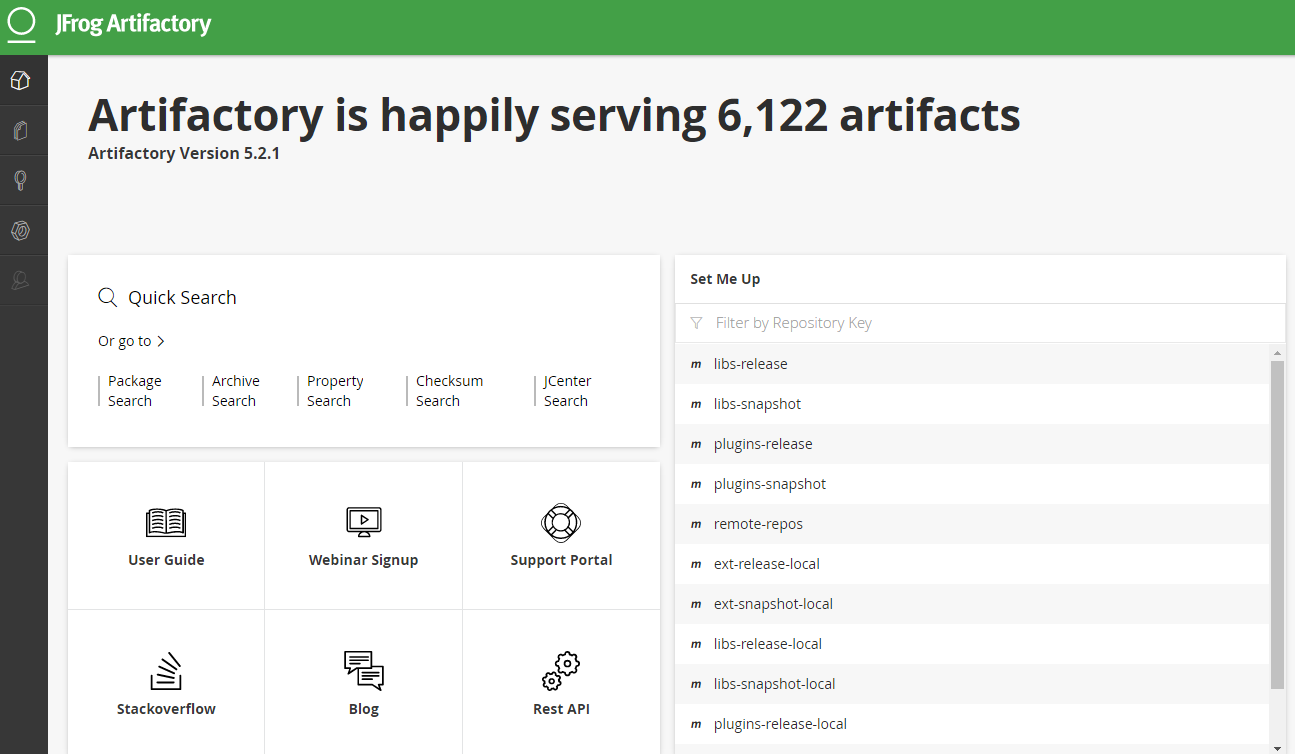 JFrog Artifactory
Artifactory is happily serving 6,122 artifacts
Artifactory Version 5.2.1
Quick Search
Or go to >
Package Search
Archive Search
Property Search
Checksum Search
JCenter Search
User Guide
Webinar Signup
Support Portal
Stackoverflow
Blog
Rest API
Set Me Up
Filter by Repository Key
m libs-release
m libs-snapshot
m plugins-release
m plugins-snapshot
m remote-repos
m ext-release-local
m ext-snapshot-local
m libs-release-local
m libs-snapshot-local
m plugins-release-local